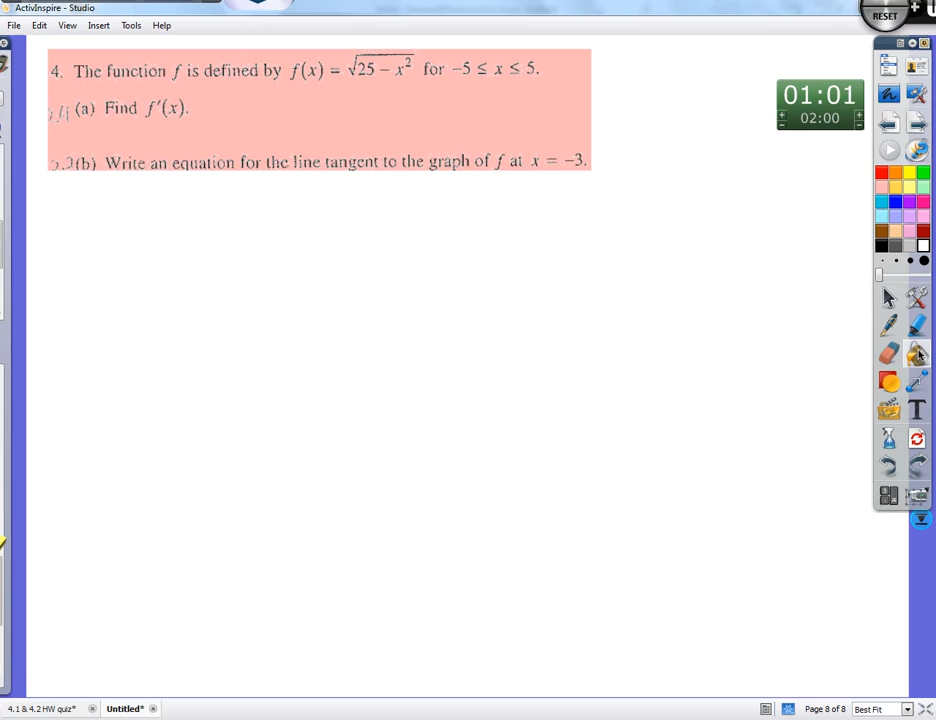 ActivInspire - Studio
RESET
File Edit View Insert Tools Help
4. The function f is defined by f(x) = √25 − x² for −5 ≤ x ≤ 5.
(a) Find f′(x).
(b) Write an equation for the line tangent to the graph of f at x = −3.
01:01
02:00
T
4.1 & 4.2 HW quiz* Untitled* Page 8 of 8 Best Fit